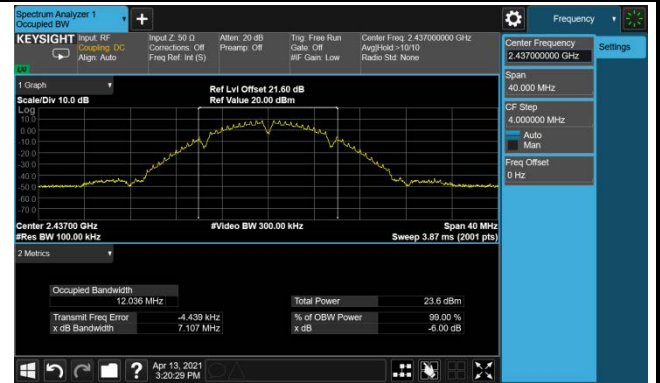 Spectrum Analyzer 1
Occupied BW
+
Frequency
KEYSIGHT
Input: RF
Coupling: DC
Align: Auto
Input Z: 50 Ω
Corrections: Off
Freq Ref: Int (S)
Atten: 20 dB
Preamp: Off
Trig: Free Run
Gate: Off
#IF Gain: Low
Center Freq: 2.437000000 GHz
Avg|Hold:>10/10
Radio Std: None
Center Frequency
2.437000000 GHz
Settings
Span
40.000 MHz
CF Step
4.000000 MHz
Auto
Man
Freq Offset
0 Hz
1 Graph
Scale/Div 10.0 dB
Ref Lvl Offset 21.60 dB
Ref Value 20.00 dBm
Log
10.0
0.00
-10.0
-20.0
-30.0
-40.0
-50.0
-60.0
-70.0
Center 2.43700 GHz
#Res BW 100.00 kHz
#Video BW 300.00 kHz
Span 40 MHz
Sweep 3.87 ms (2001 pts)
2 Metrics
Occupied Bandwidth
12.036 MHz
Total Power 23.6 dBm
Transmit Freq Error -4.439 kHz
% of OBW Power 99.00 %
x dB Bandwidth 7.107 MHz
x dB -6.00 dB
?
Apr 13, 2021
3:20:29 PM